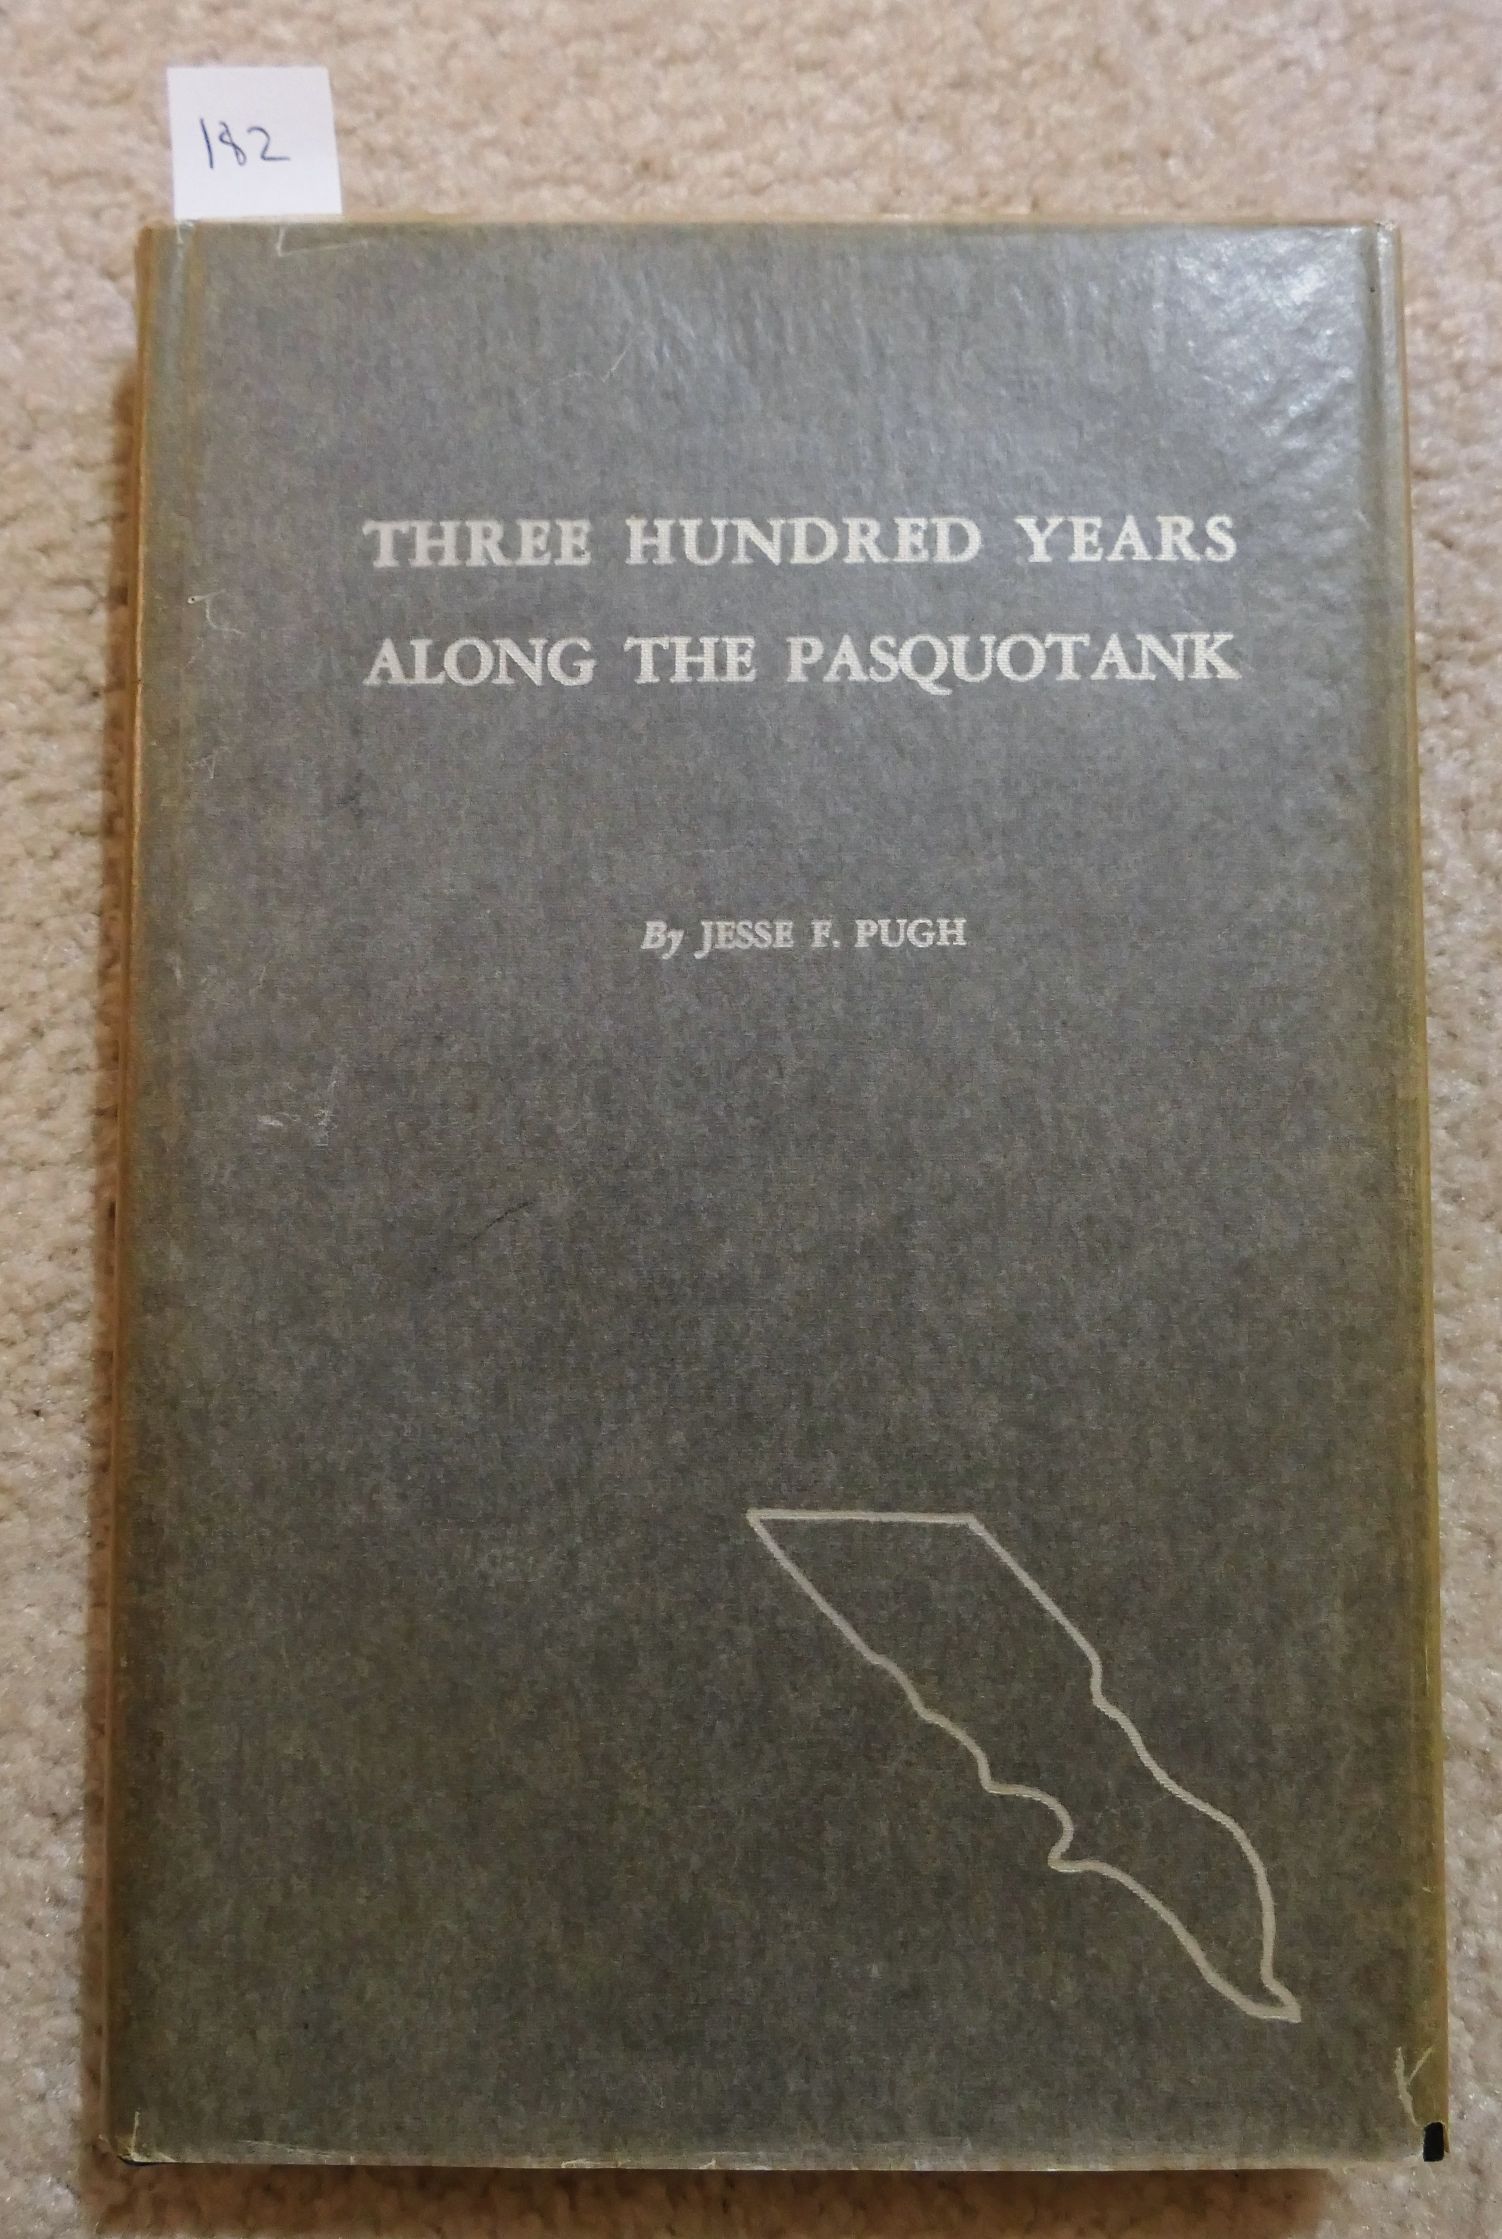 182
THREE HUNDRED YEARS
ALONG THE PASQUOTANK
By JESSE F. PUGH